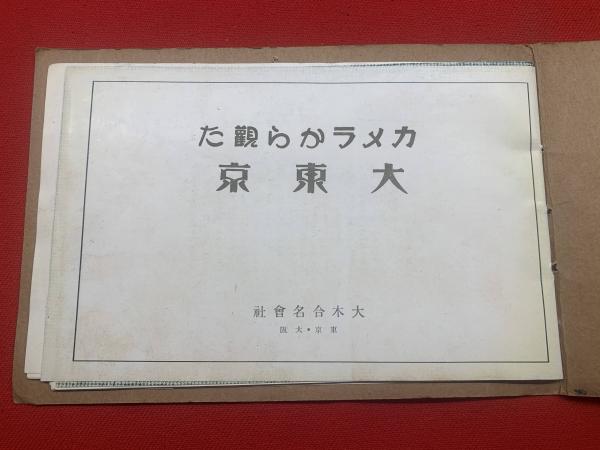 カメラから觀た
大東京
大木合名會社
東京・大阪